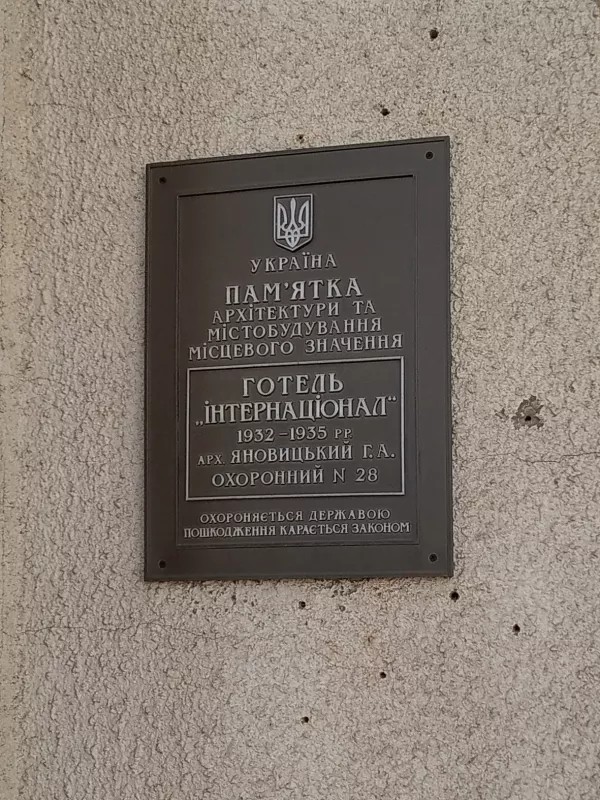 УКРАЇНА
ПАМ'ЯТКА
АРХІТЕКТУРИ ТА
МІСТОБУДУВАННЯ
МІСЦЕВОГО ЗНАЧЕННЯ
ГОТЕЛЬ
„ІНТЕРНАЦІОНАЛ“
1932–1935 РР.
АРХ. ЯНОВИЦЬКИЙ Г.А.
ОХОРОННИЙ N 28
ОХОРОНЯЄТЬСЯ ДЕРЖАВОЮ
ПОШКОДЖЕННЯ КАРАЄТЬСЯ ЗАКОНОМ